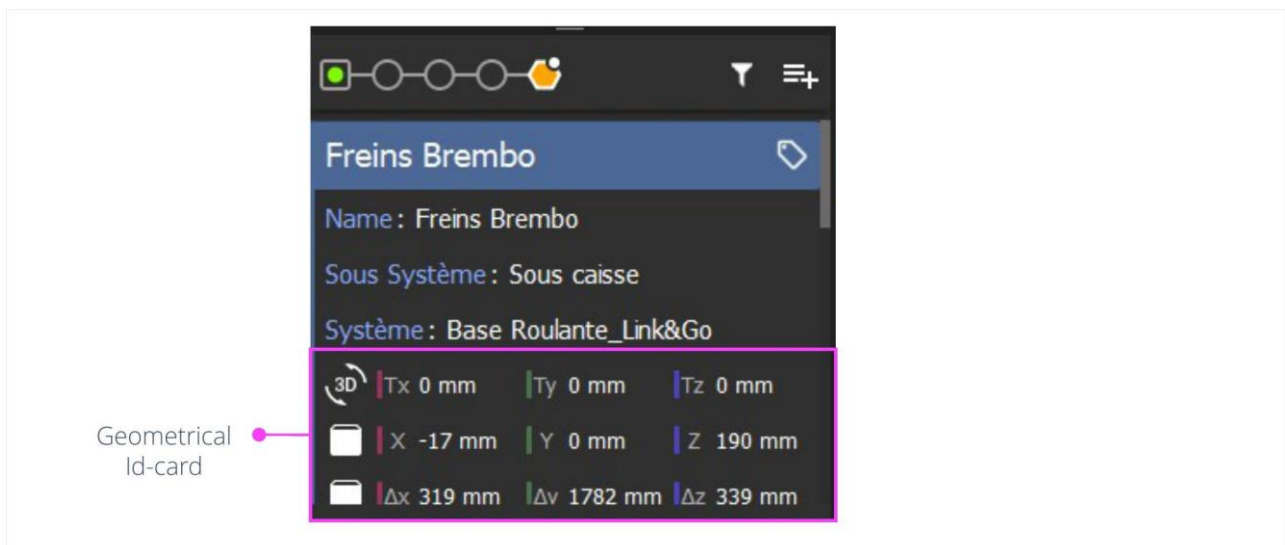 Freins Brembo
Name : Freins Brembo
Sous Système : Sous caisse
Système : Base Roulante_Link&Go
3D Tx 0 mm Ty 0 mm Tz 0 mm
X -17 mm Y 0 mm Z 190 mm
Δx 319 mm Δy 1782 mm Δz 339 mm
Geometrical
Id-card